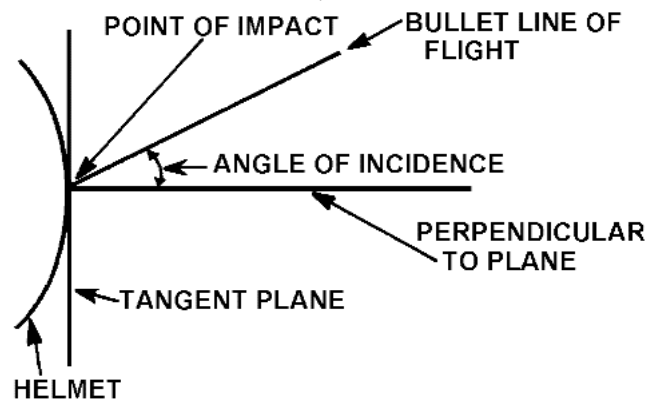 POINT OF IMPACT
BULLET LINE OF
FLIGHT
ANGLE OF INCIDENCE
PERPENDICULAR
TO PLANE
TANGENT PLANE
HELMET